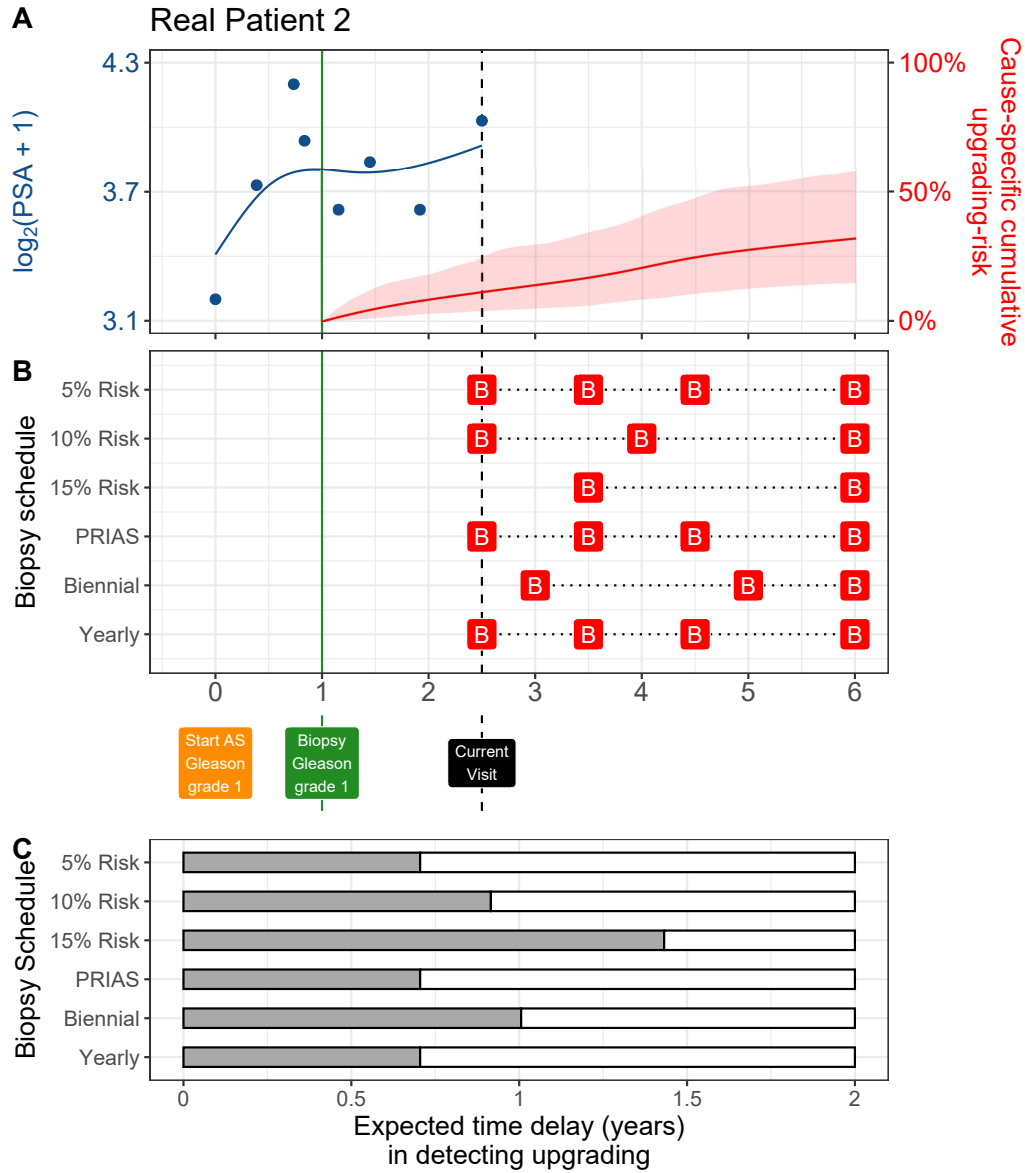 A
Real Patient 2
4.3
3.7
3.1
log2(PSA + 1)
100%
50%
0%
Cause-specific cumulative
upgrading-risk
B
Biopsy schedule
5% Risk B B B B
10% Risk B B B
15% Risk B B
PRIAS B B B B
Biennial B B B
Yearly B B B B
0 1 2 3 4 5 6
Start AS
Gleason
grade 1
Biopsy
Gleason
grade 1
Current
Visit
C
Biopsy Schedule
5% Risk
10% Risk
15% Risk
PRIAS
Biennial
Yearly
0 0.5 1 1.5 2
Expected time delay (years)
in detecting upgrading